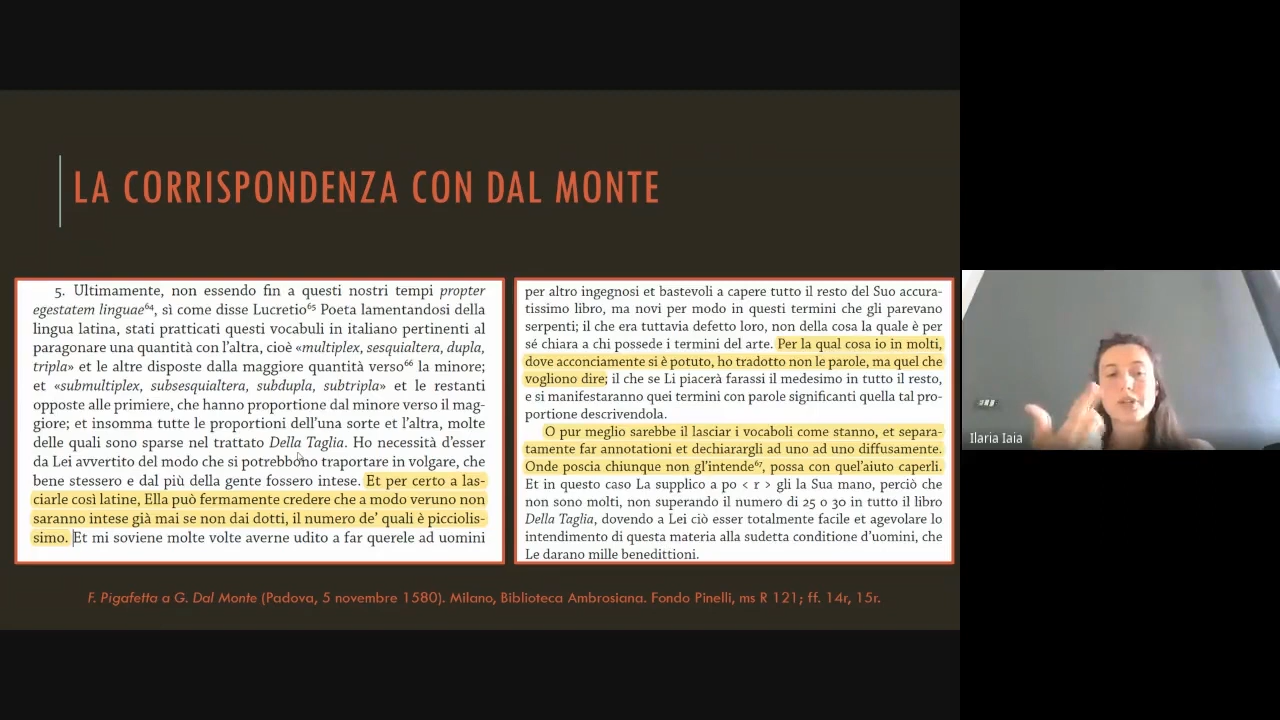 LA CORRISPONDENZA CON DAL MONTE
5. Ultimamente, non essendo fin a questi nostri tempi propter
egestatem linguae⁶⁴, sì come disse Lucretio⁶⁵ Poeta lamentandosi della
lingua latina, stati pratticati questi vocabuli in italiano pertinenti al
paragonare una quantità con l'altra, cioè «multiplex, sesquialtera, dupla,
tripla» et le altre disposte dalla maggiore quantità verso⁶⁶ la minore;
et «submultiplex, subsesquialtera, subdupla, subtripla» et le restanti
opposte alle primiere, che hanno proportione dal minore verso il mag-
giore; et insomma tutte le proportioni dell'una sorte et l'altra, molte
delle quali sono sparse nel trattato Della Taglia. Ho necessità d'esser
da Lei avvertito del modo che si potrebbono traportare in volgare, che
bene stessero e dal più della gente fossero intese. Et per certo a las-
ciarle così latine, Ella può fermamente credere che a modo veruno non
saranno intese già mai se non dai dotti, il numero de' quali è picciolis-
simo. Et mi soviene molte volte averne udito a far querele ad uomini
per altro ingegnosi et bastevoli a capere tutto il resto del Suo accura-
tissimo libro, ma novi per modo in questi termini che gli parevano
serpenti; il che era tuttavia defetto loro, non della cosa la quale è per
sé chiara a chi possede i termini del arte. Per la qual cosa io in molti,
dove acconciamente si è potuto, ho tradotto non le parole, ma quel che
vogliono dire; il che se Li piacerà farassi il medesimo in tutto il resto,
e si manifestaranno quei termini con parole significanti quella tal pro-
portione descrivendola.
O pur meglio sarebbe il lasciar i vocaboli come stanno, et separa-
tamente far annotationi et dechiarargli ad uno ad uno diffusamente.
Onde poscia chiunque non gl'intende⁶⁷, possa con quel'aiuto caperli.
Et in questo caso La supplico a po < r > gli la Sua mano, perciò che
non sono molti, non superando il numero di 25 o 30 in tutto il libro
Della Taglia, dovendo a Lei ciò esser totalmente facile et agevolare lo
intendimento di questa materia alla sudetta conditione d'uomini, che
Le darano mille benedittioni.
F. Pigafetta a G. Dal Monte (Padova, 5 novembre 1580). Milano, Biblioteca Ambrosiana. Fondo Pinelli, ms R 121; ff. 14r, 15r.
Ilaria Iaia